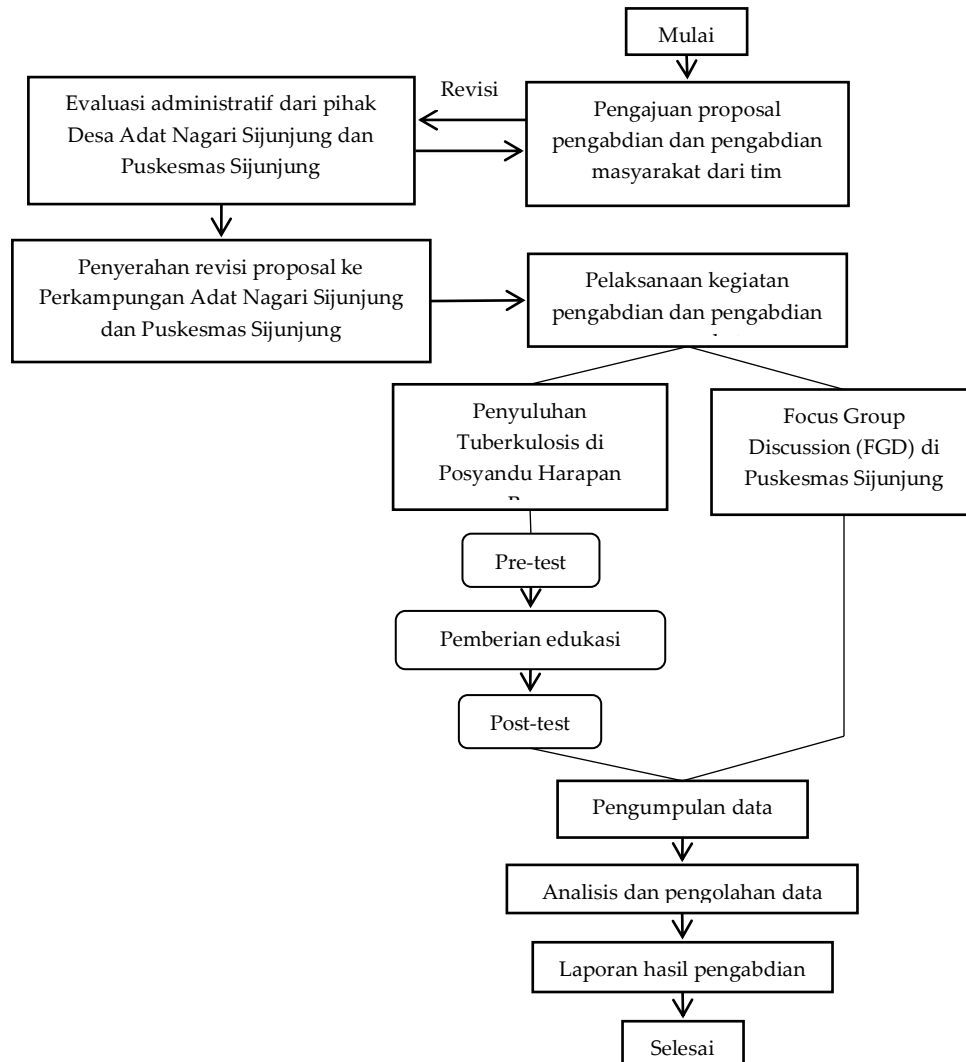 Mulai
Revisi
Pengajuan proposal
pengabdian dan pengabdian
masyarakat dari tim
Evaluasi administratif dari pihak
Desa Adat Nagari Sijunjung dan
Puskesmas Sijunjung
Penyerahan revisi proposal ke
Perkampungan Adat Nagari Sijunjung
dan Puskesmas Sijunjung
Pelaksanaan kegiatan
pengabdian dan pengabdian
Penyuluhan
Tuberkulosis di
Posyandu Harapan
Focus Group
Discussion (FGD) di
Puskesmas Sijunjung
Pre-test
Pemberian edukasi
Post-test
Pengumpulan data
Analisis dan pengolahan data
Laporan hasil pengabdian
Selesai